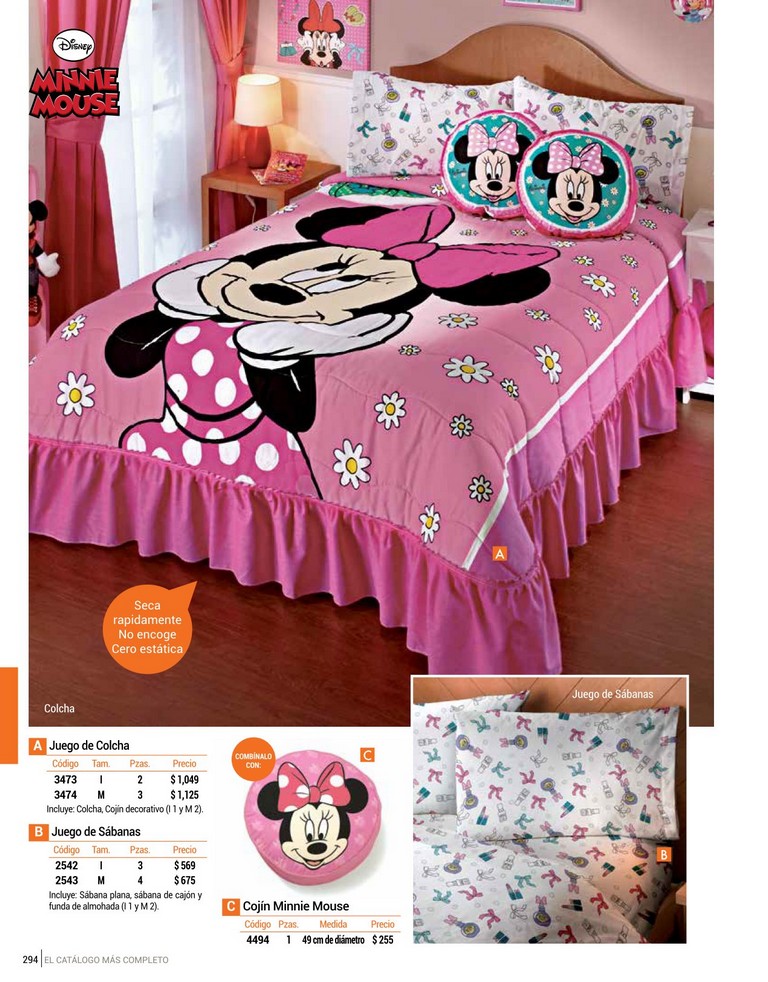 Disney
MINNIE
MOUSE
Seca
rapidamente
No encoge
Cero estática
Colcha
Juego de Sábanas
A
A Juego de Colcha
Código Tam. Pzas. Precio
3473 I 2 $1,049
3474 M 3 $1,125
Incluye: Colcha, Cojín decorativo (I 1 y M 2).
B Juego de Sábanas
Código Tam. Pzas. Precio
2542 I 3 $569
2543 M 4 $675
Incluye: Sábana plana, sábana de cajón y
funda de almohada (I 1 y M 2).
COMBÍNALO
CON:
C
B
C Cojín Minnie Mouse
Código Pzas. Medida Precio
4494 1 49 cm de diámetro $ 255
294 EL CATÁLOGO MÁS COMPLETO